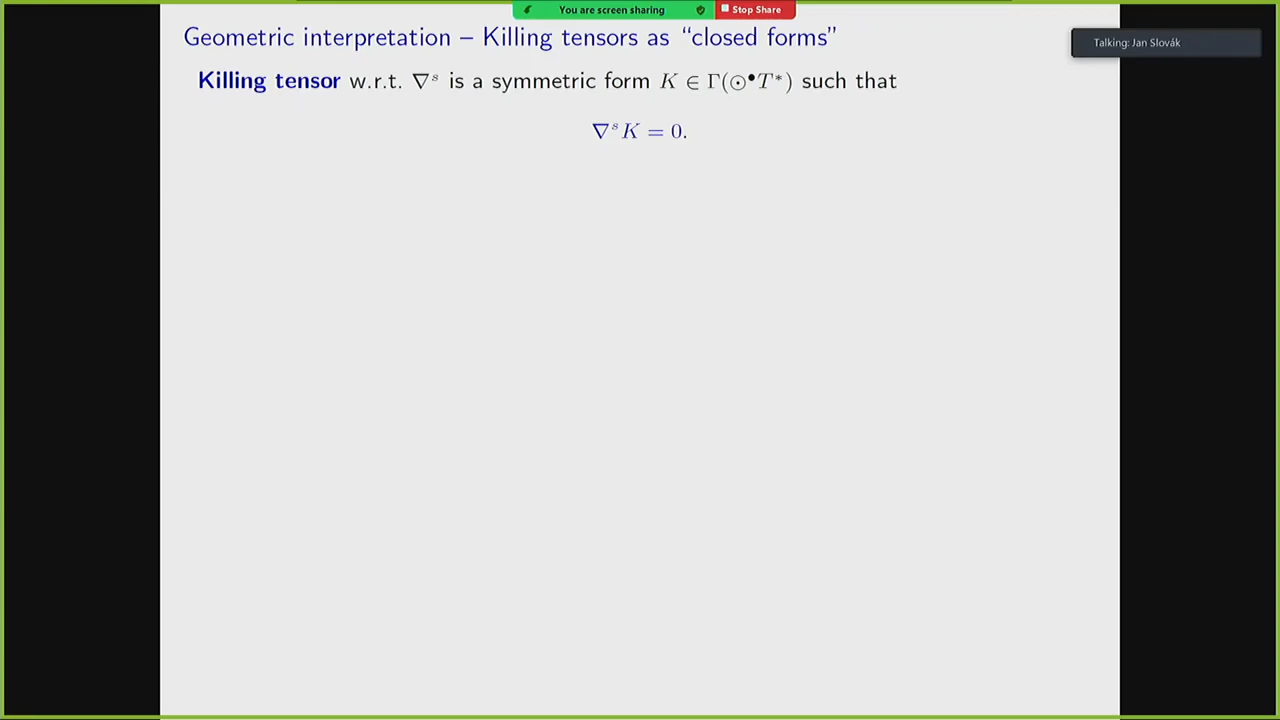 You are screen sharing
Stop Share
Talking: Jan Slovák
Geometric interpretation – Killing tensors as “closed forms”
Killing tensor w.r.t. ∇ˢ is a symmetric form K ∈ Γ(⊙•T*) such that
∇ˢK = 0.